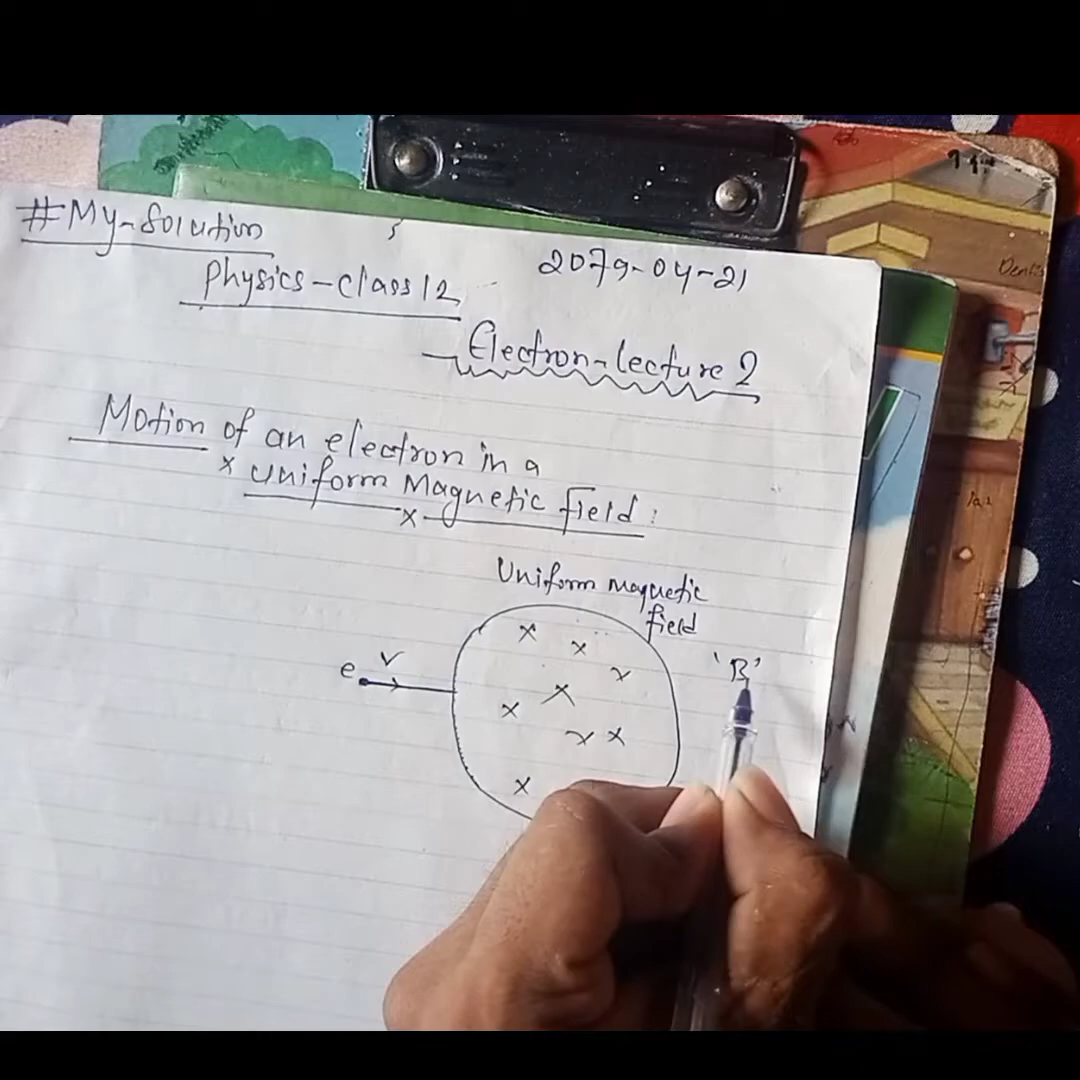 #My-Solution
Physics-class 12
2079-04-21
Electron-lecture 2
Motion of an electron in a
uniform Magnetic field:
Uniform magnetic
field
e
v
'B'
x x
x
x x
x x
x